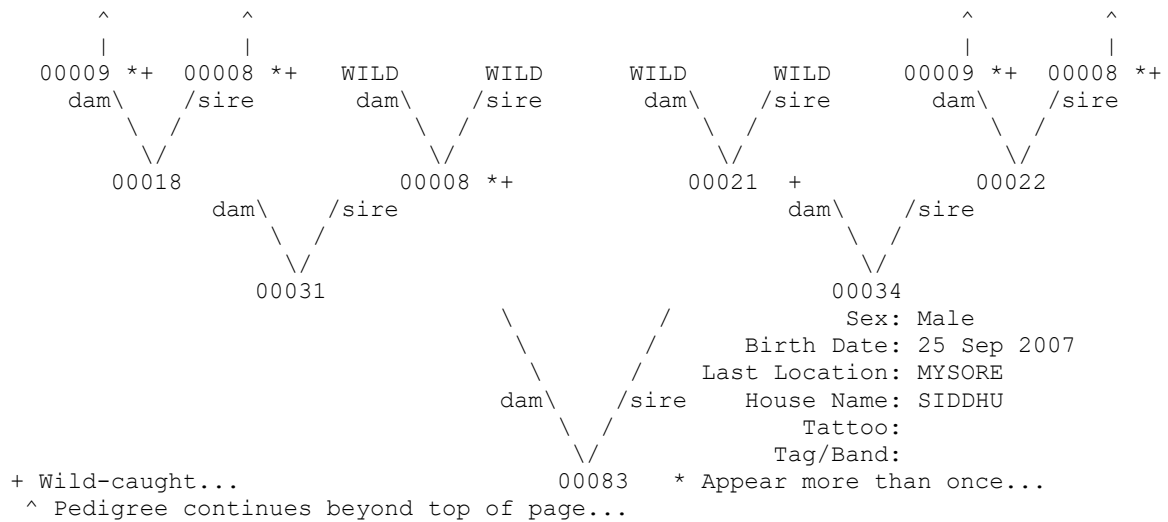 ^ ^ ^ ^
| | | |
00009 *+ 00008 *+ WILD WILD WILD WILD 00009 *+ 00008 *+
dam\ /sire dam\ /sire dam\ /sire dam\ /sire
\ / \ / \ / \ /
\/ \/ \/ \/
00018 00008 *+ 00021 + 00022
dam\ /sire dam\ /sire
\ / \ /
\/ \/
00031 00034
\ / Sex: Male
\ / Birth Date: 25 Sep 2007
\ / Last Location: MYSORE
dam\ /sire House Name: SIDDHU
\ / Tattoo:
\/ Tag/Band:
+ Wild-caught... 00083 * Appear more than once...
^ Pedigree continues beyond top of page...